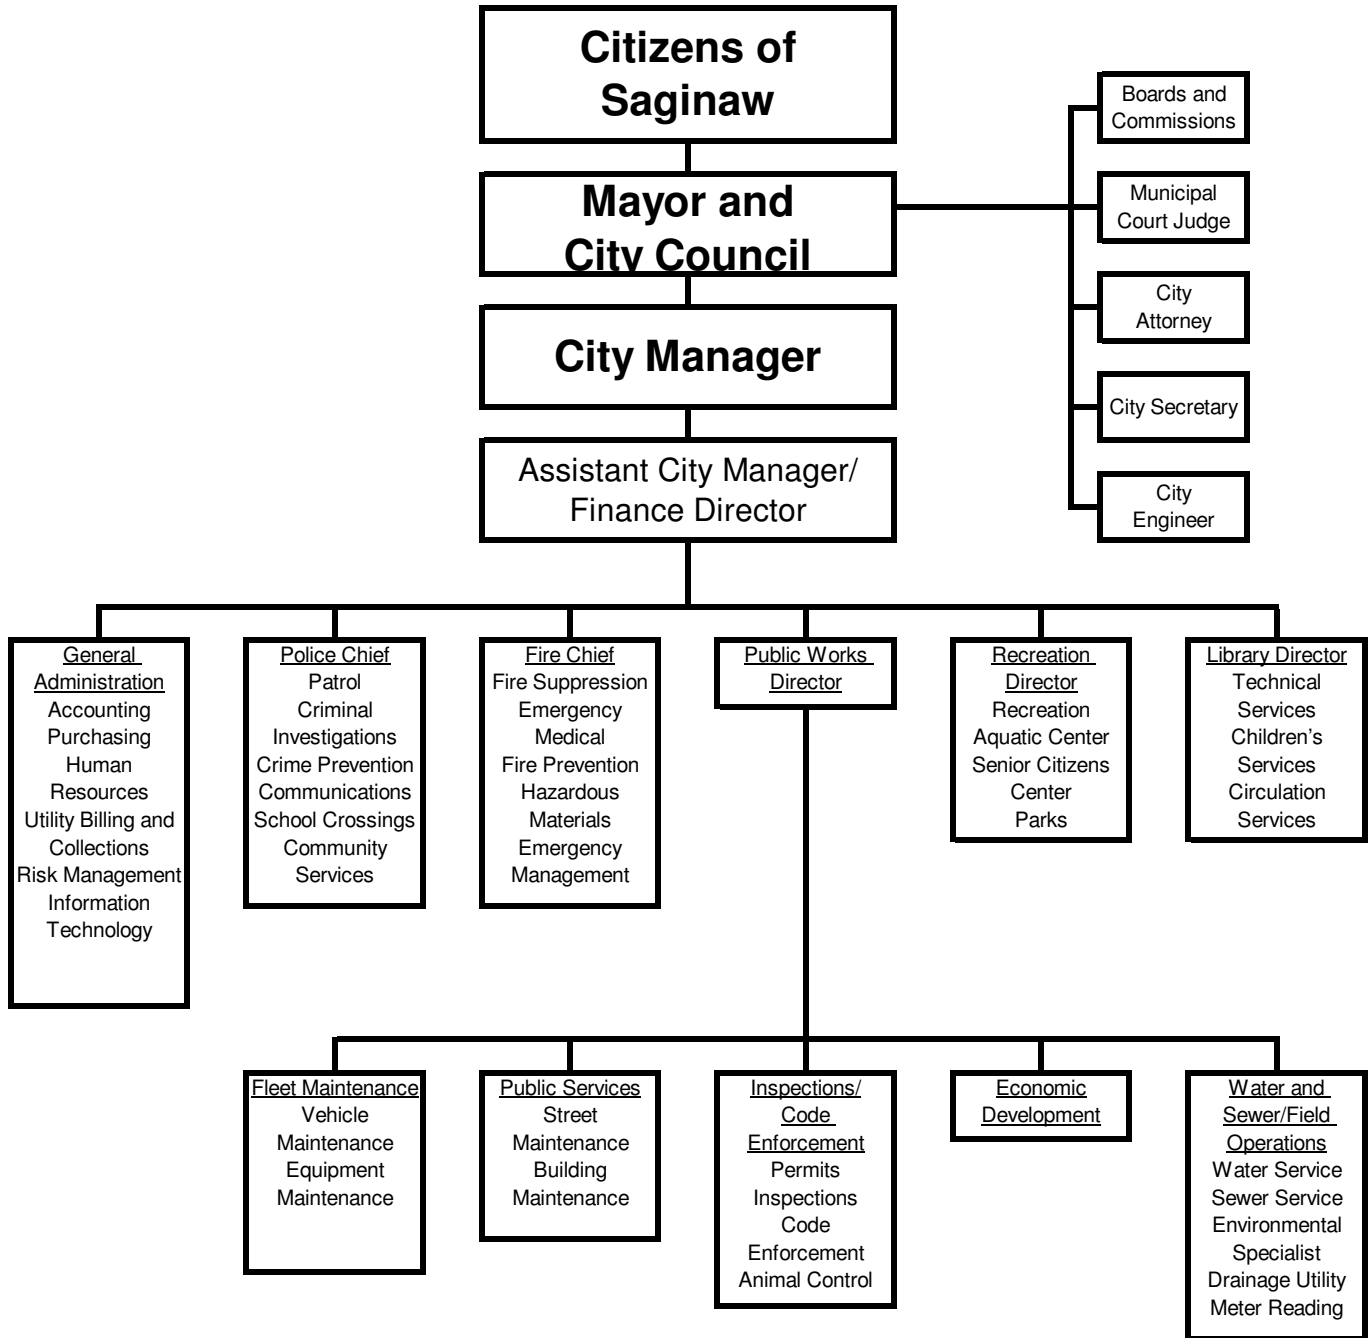 Citizens of
Saginaw
Mayor and
City Council
City Manager
Assistant City Manager/
Finance Director
Boards and
Commissions
Municipal
Court Judge
City
Attorney
City Secretary
City
Engineer
General
Administration
Accounting
Purchasing
Human
Resources
Utility Billing and
Collections
Risk Management
Information
Technology
Police Chief
Patrol
Criminal
Investigations
Crime Prevention
Communications
School Crossings
Community
Services
Fire Chief
Fire Suppression
Emergency
Medical
Fire Prevention
Hazardous
Materials
Emergency
Management
Public Works
Director
Recreation
Director
Recreation
Aquatic Center
Senior Citizens
Center
Parks
Library Director
Technical
Services
Children's
Services
Circulation
Services
Fleet Maintenance
Vehicle
Maintenance
Equipment
Maintenance
Public Services
Street
Maintenance
Building
Maintenance
Inspections/
Code
Enforcement
Permits
Inspections
Code
Enforcement
Animal Control
Economic
Development
Water and
Sewer/Field
Operations
Water Service
Sewer Service
Environmental
Specialist
Drainage Utility
Meter Reading